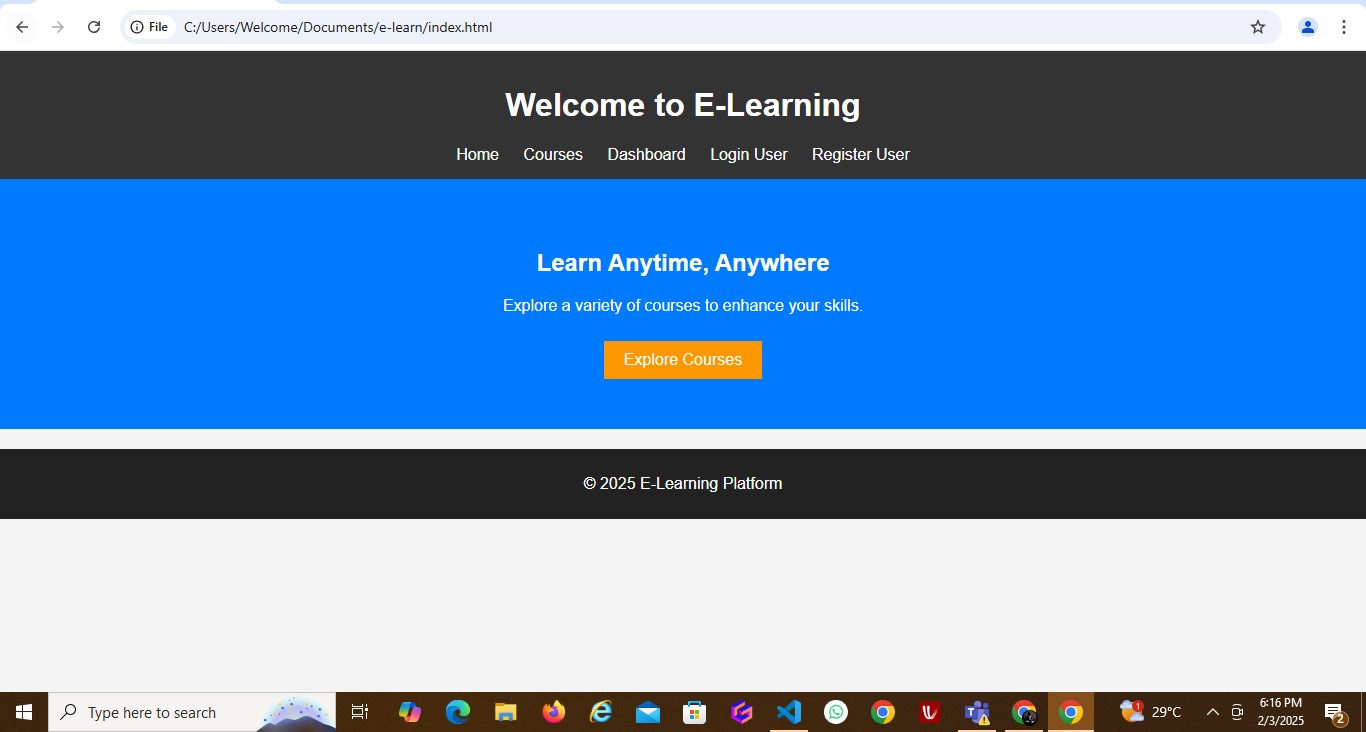 File C:/Users/Welcome/Documents/e-learn/index.html
Welcome to E-Learning
Home Courses Dashboard Login User Register User
Learn Anytime, Anywhere
Explore a variety of courses to enhance your skills.
Explore Courses
© 2025 E-Learning Platform
Type here to search
1
29°C
6:16 PM
2/3/2025
2